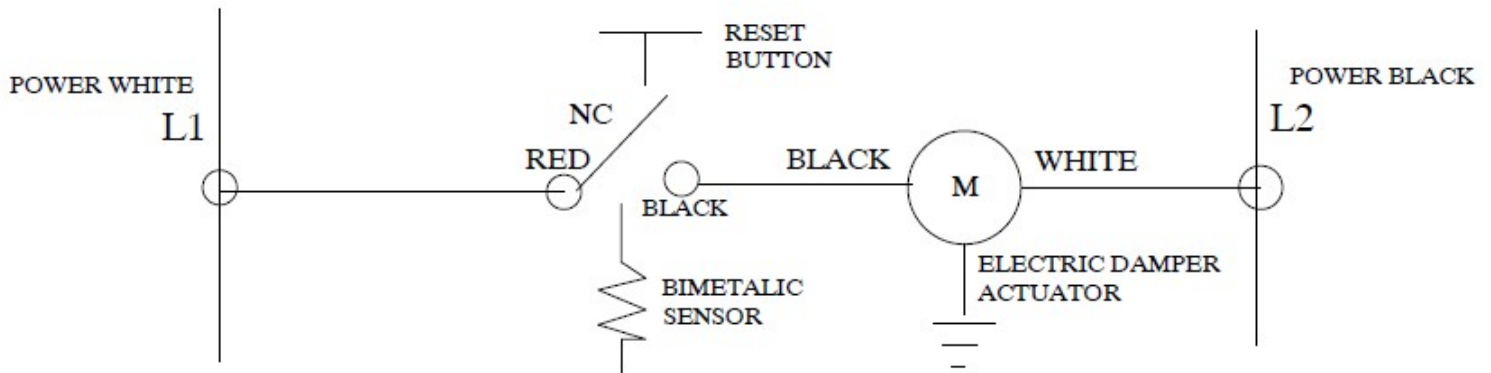 RESET
BUTTON
POWER WHITE
L1
POWER BLACK
L2
NC
RED
BLACK
WHITE
M
BLACK
ELECTRIC DAMPER
ACTUATOR
BIMETALIC
SENSOR